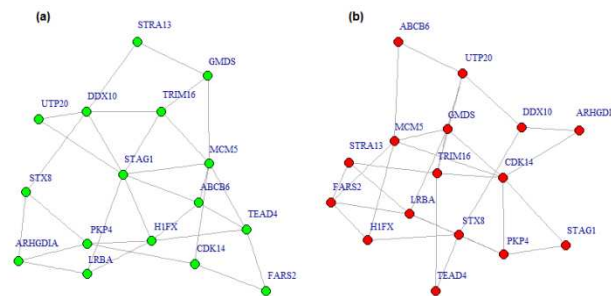 (a)
STRA13
GMDS
DDX10
TRIM16
UTP20
STAG1
MCM5
STX8
ABCB6
TEAD4
PKP4
H1FX
ARHGDIA
LRBA
CDK14
FARS2
(b)
ABCB6
UTP20
GMDS
DDX10
ARHGDI
STRA13
MCM5
TRIM16
CDK14
FARS2
LRBA
H1FX
STX8
STAG1
PKP4
TEAD4